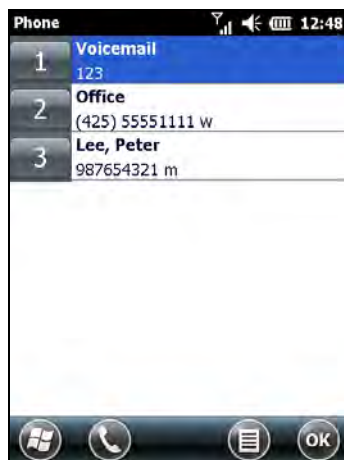 Phone 12:48
1 Voicemail
123
2 Office
(425) 55551111 w
3 Lee, Peter
987654321 m
OK